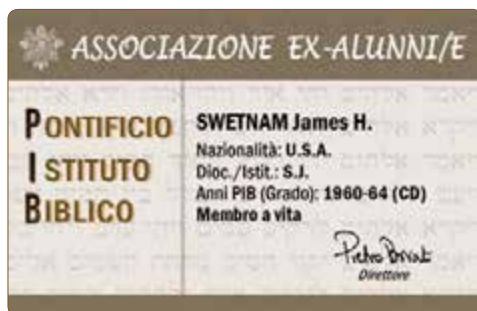 ASSOCIAZIONE EX-ALUNNI/E
PONTIFICIO
ISTITUTO
BIBLICO
SWETNAM James H.
Nazionalità: U.S.A.
Dioc./Istit.: S.J.
Anni PIB (Grado): 1960-64 (CD)
Membro a vita
Direttore